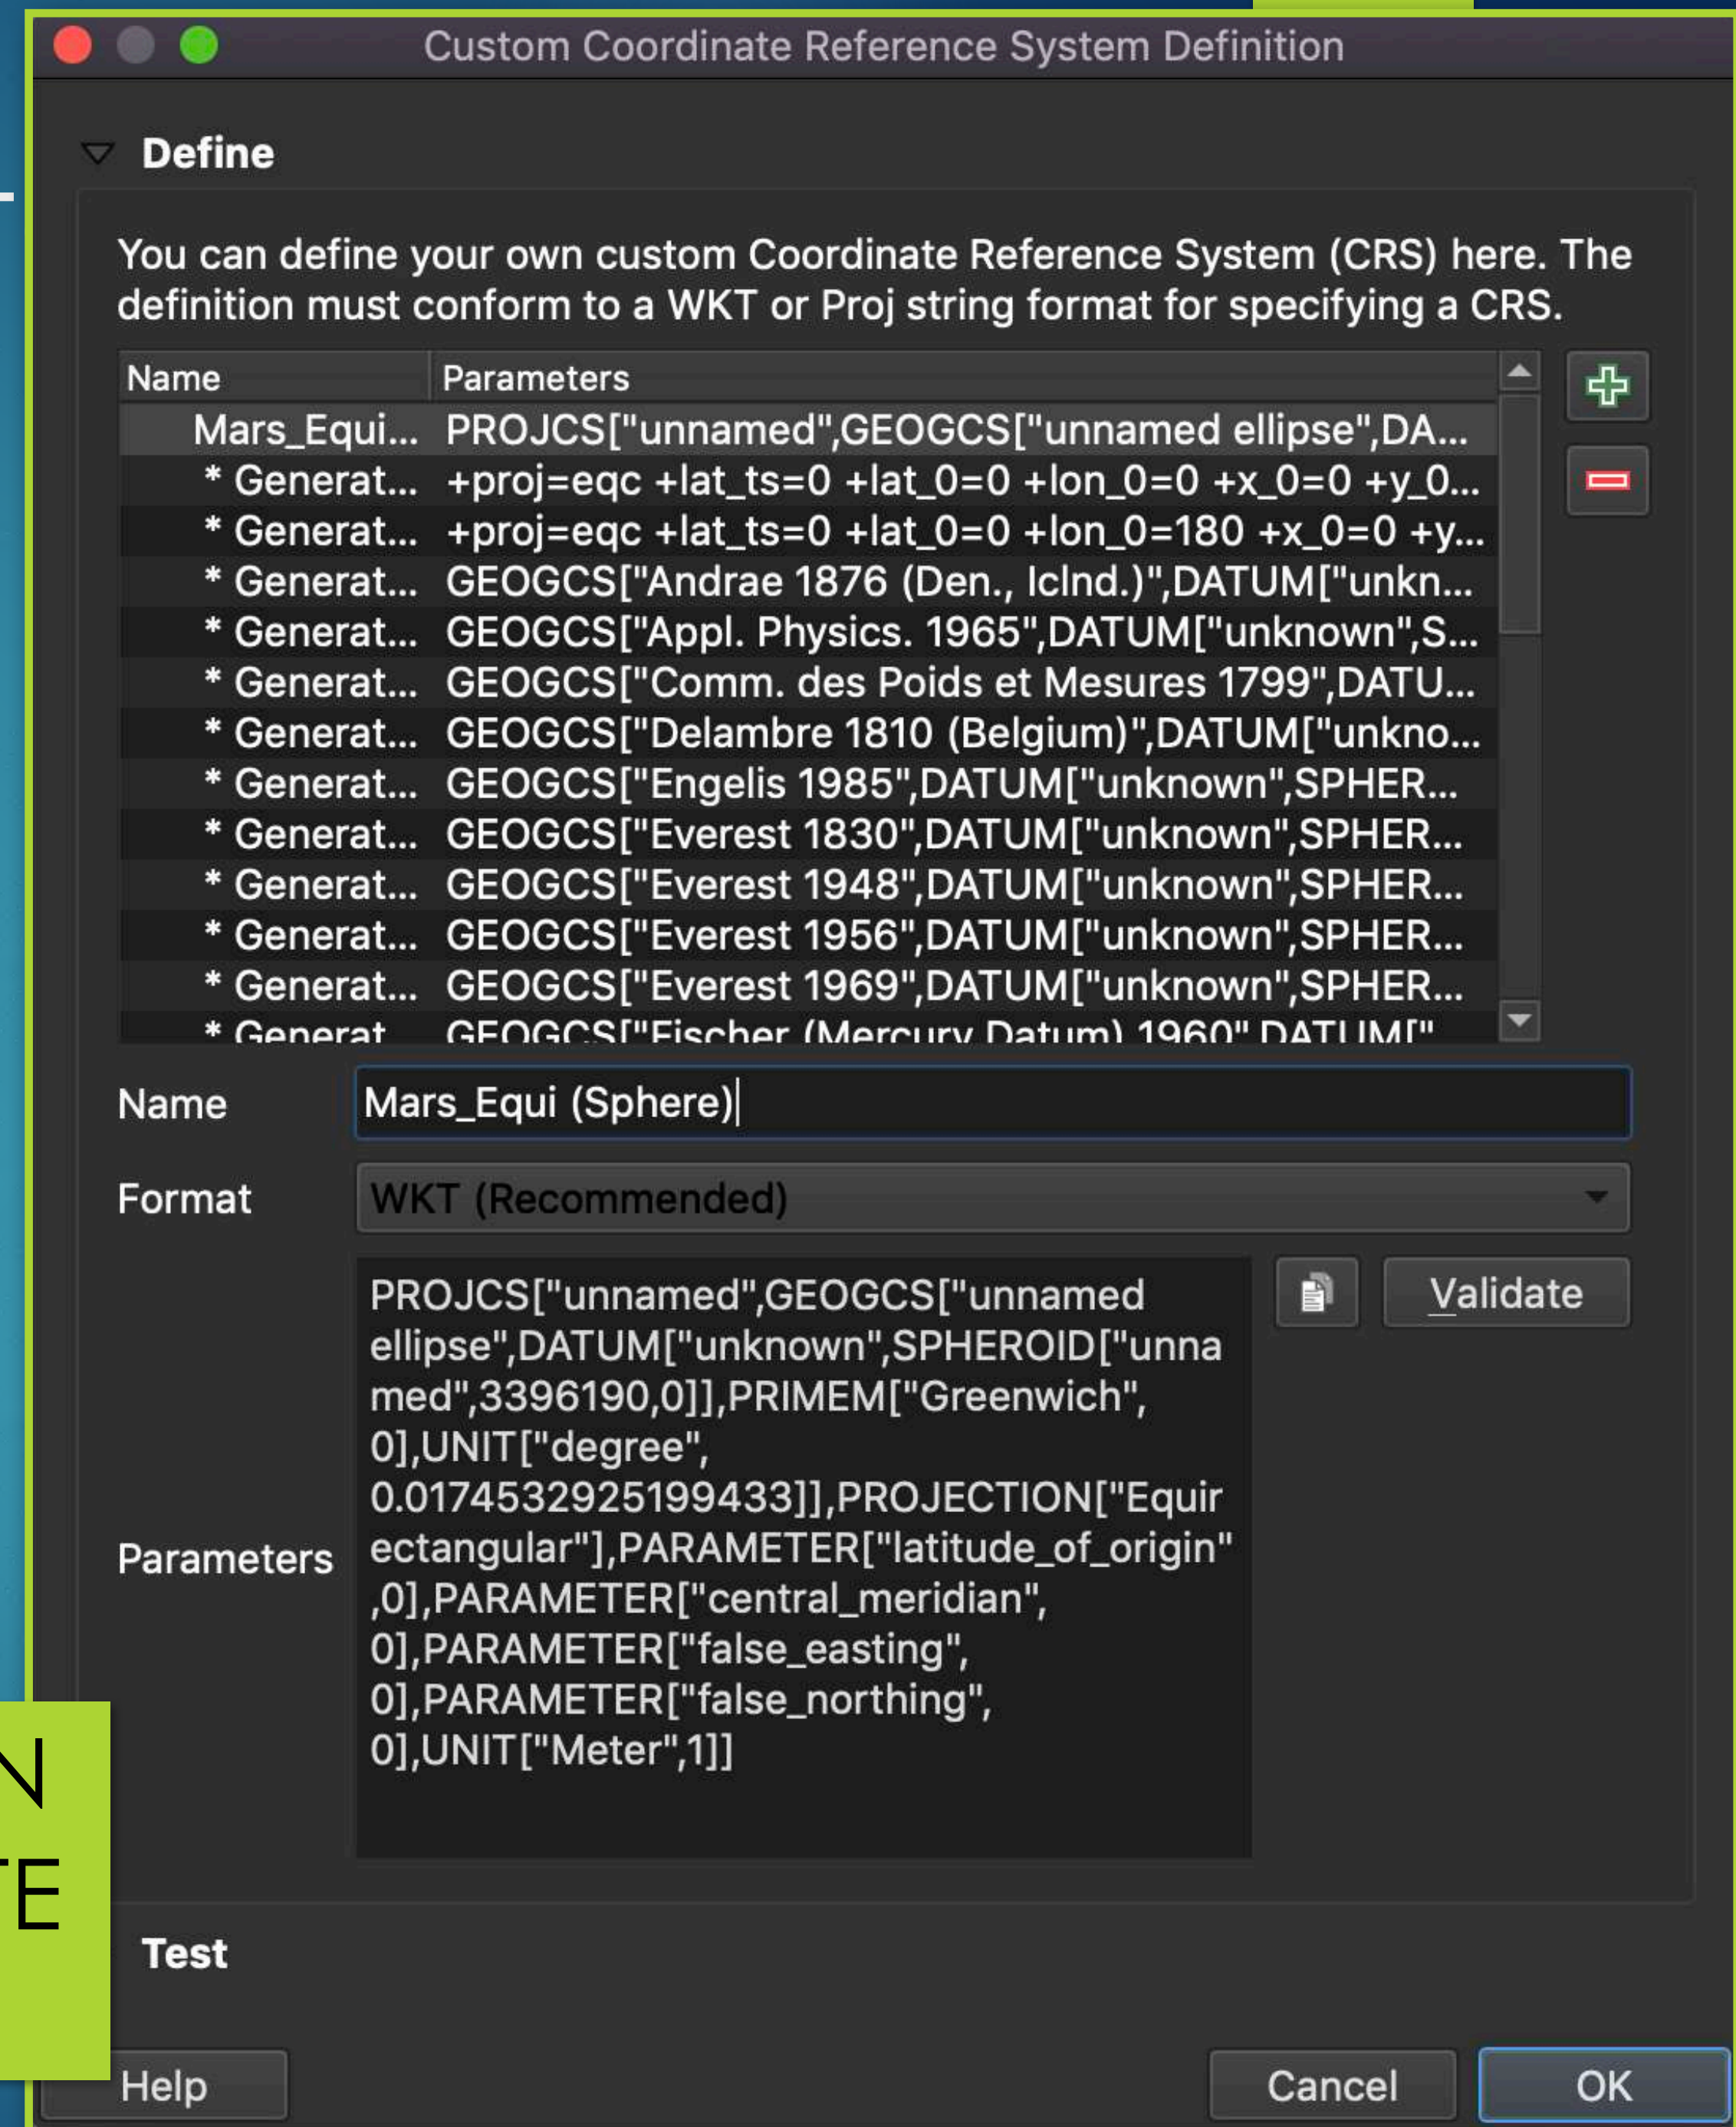 Custom Coordinate Reference System Definition
Define
You can define your own custom Coordinate Reference System (CRS) here. The
definition must conform to a WKT or Proj string format for specifying a CRS.
Name Parameters
Mars_Equi... PROJCS["unnamed",GEOGCS["unnamed ellipse",DA...
* Generat... +proj=eqc +lat_ts=0 +lat_0=0 +lon_0=0 +x_0=0 +y_0...
* Generat... +proj=eqc +lat_ts=0 +lat_0=0 +lon_0=180 +x_0=0 +y...
* Generat... GEOGCS["Andrae 1876 (Den., Iclnd.)",DATUM["unkn...
* Generat... GEOGCS["Appl. Physics. 1965",DATUM["unknown",S...
* Generat... GEOGCS["Comm. des Poids et Mesures 1799",DATU...
* Generat... GEOGCS["Delambre 1810 (Belgium)",DATUM["unkno...
* Generat... GEOGCS["Engelis 1985",DATUM["unknown",SPHER...
* Generat... GEOGCS["Everest 1830",DATUM["unknown",SPHER...
* Generat... GEOGCS["Everest 1948",DATUM["unknown",SPHER...
* Generat... GEOGCS["Everest 1956",DATUM["unknown",SPHER...
* Generat... GEOGCS["Everest 1969",DATUM["unknown",SPHER...
* Generat GEOGCS["Fischer (Mercury Datum) 1960",DATUM["
Name Mars_Equi (Sphere)
Format WKT (Recommended)
PROJCS["unnamed",GEOGCS["unnamed
ellipse",DATUM["unknown",SPHEROID["unna
med",3396190,0]],PRIMEM["Greenwich",
0],UNIT["degree",
0.0174532925199433]],PROJECTION["Equir
ectangular"],PARAMETER["latitude_of_origin"
,0],PARAMETER["central_meridian",
0],PARAMETER["false_easting",
0],PARAMETER["false_northing",
0],UNIT["Meter",1]]
Validate
Parameters
N
TE
Test
Help Cancel OK